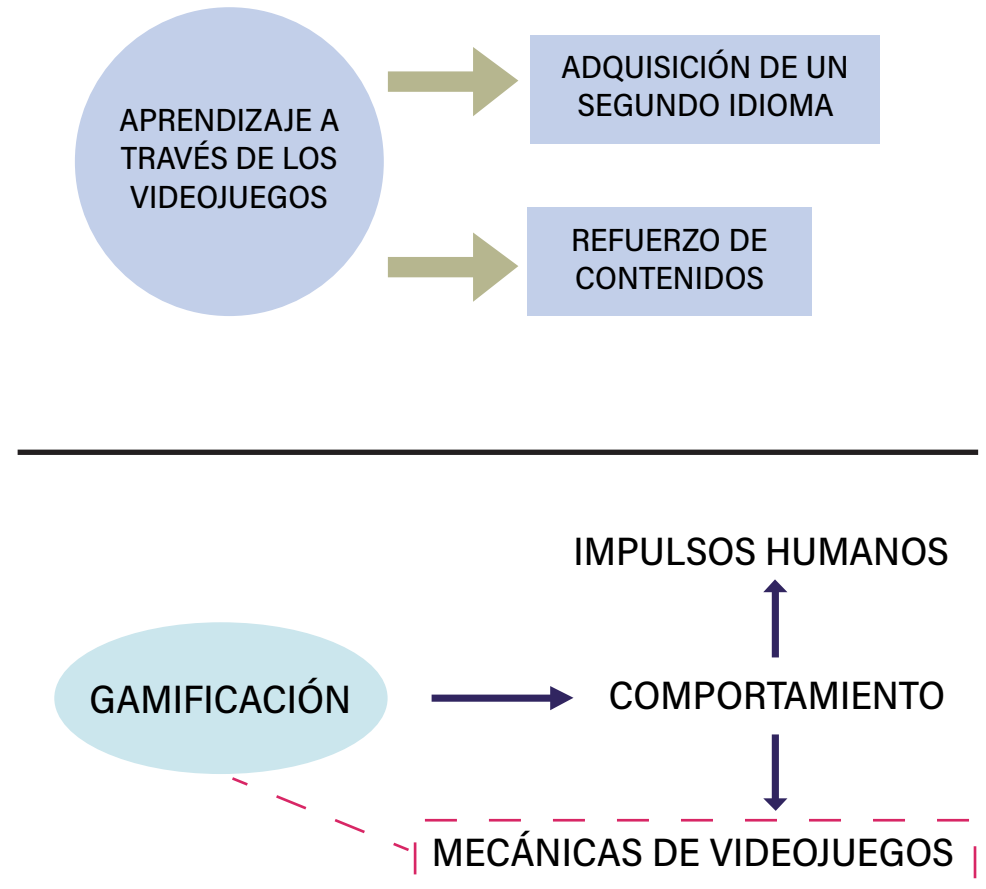 APRENDIZAJE A
TRAVÉS DE LOS
VIDEOJUEGOS
ADQUISICIÓN DE UN
SEGUNDO IDIOMA
REFUERZO DE
CONTENIDOS
IMPULSOS HUMANOS
GAMIFICACIÓN
COMPORTAMIENTO
MECÁNICAS DE VIDEOJUEGOS